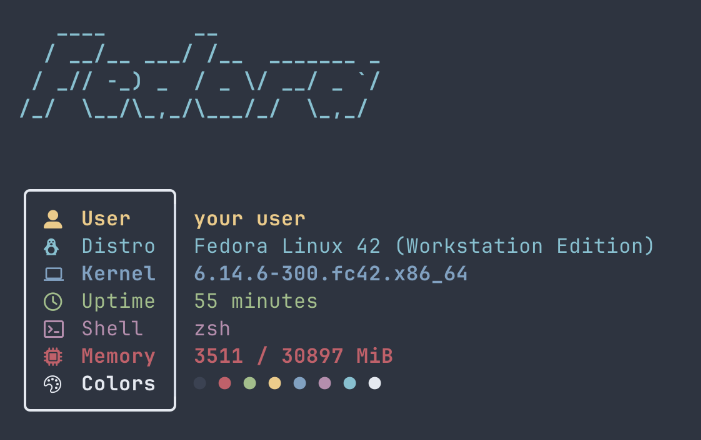 Fedora
User your user
Distro Fedora Linux 42 (Workstation Edition)
Kernel 6.14.6-300.fc42.x86_64
Uptime 55 minutes
Shell zsh
Memory 3511 / 30897 MiB
Colors